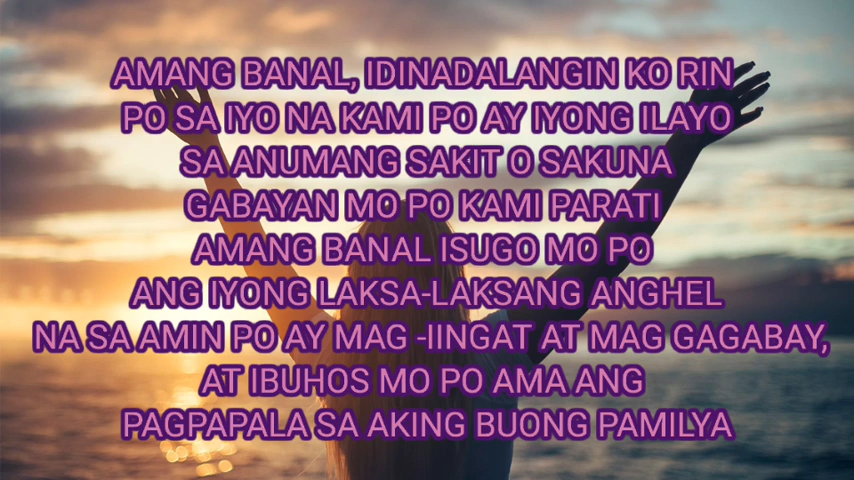 AMANG BANAL, IDINADALANGIN KO RIN
PO SA IYO NA KAMI PO AY IYONG ILAYO
SA ANUMANG SAKIT O SAKUNA
GABAYAN MO PO KAMI PARATI
AMANG BANAL ISUGO MO PO
ANG IYONG LAKSA-LAKSANG ANGHEL
NA SA AMIN PO AY MAG -IINGAT AT MAG GAGABAY,
AT IBUHOS MO PO AMA ANG
PAGPAPALA SA AKING BUONG PAMILYA